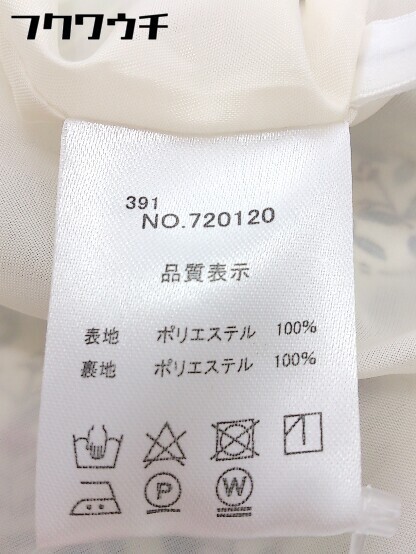 フクワウチ
391
NO.720120
品質表示
表地 ポリエステル 100%
裏地 ポリエステル 100%
P W